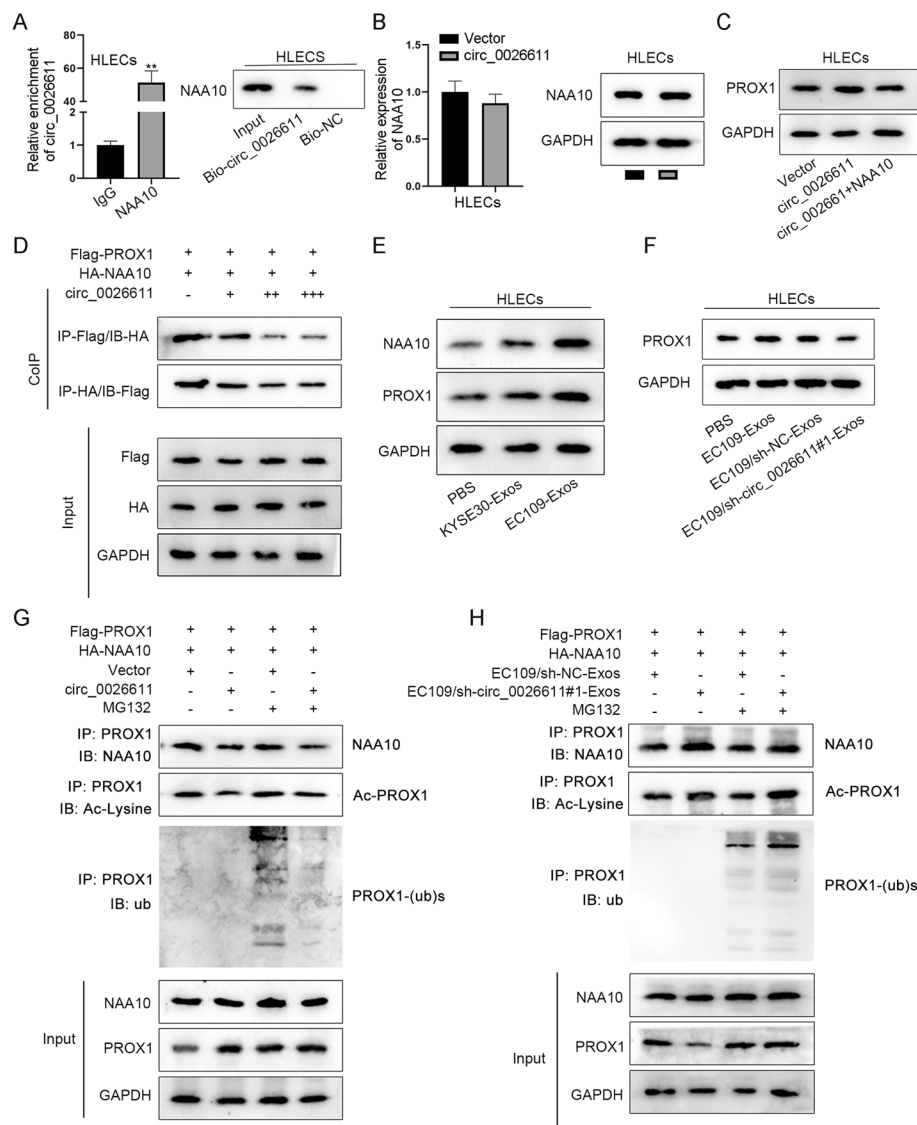 A
HLECs
Relative enrichment
of circ_0026611
80
60
40
20
2
1
0
**
IgG
NAA10
HLECS
NAA10
Input
Bio-circ_0026611
Bio-NC
B
Vector
circ_0026611
Relative expression
of NAA10
1.5
1.0
0.5
0.0
HLECs
HLECs
NAA10
GAPDH
C
HLECs
PROX1
GAPDH
Vector
circ_0026611
circ_002661+NAA10
D
Flag-PROX1 + + + +
HA-NAA10 + + + +
circ_0026611 - + ++ +++
CoIP
IP-Flag/IB-HA
IP-HA/IB-Flag
Input
Flag
HA
GAPDH
E
HLECs
NAA10
PROX1
GAPDH
PBS
KYSE30-Exos
EC109-Exos
F
HLECs
PROX1
GAPDH
PBS
EC109-Exos
EC109/sh-NC-Exos
EC109/sh-circ_0026611#1-Exos
G
Flag-PROX1 + + + +
HA-NAA10 + + + +
Vector + - + -
circ_0026611 - + - +
MG132 - - + +
IP: PROX1
IB: NAA10
NAA10
IP: PROX1
IB: Ac-Lysine
Ac-PROX1
IP: PROX1
IB: ub
PROX1-(ub)s
Input
NAA10
PROX1
GAPDH
H
Flag-PROX1 + + + +
HA-NAA10 + + + +
EC109/sh-NC-Exos + - + -
EC109/sh-circ_0026611#1-Exos - + - +
MG132 - - + +
IP: PROX1
IB: NAA10
NAA10
IP: PROX1
IB: Ac-Lysine
Ac-PROX1
IP: PROX1
IB: ub
PROX1-(ub)s
Input
NAA10
PROX1
GAPDH